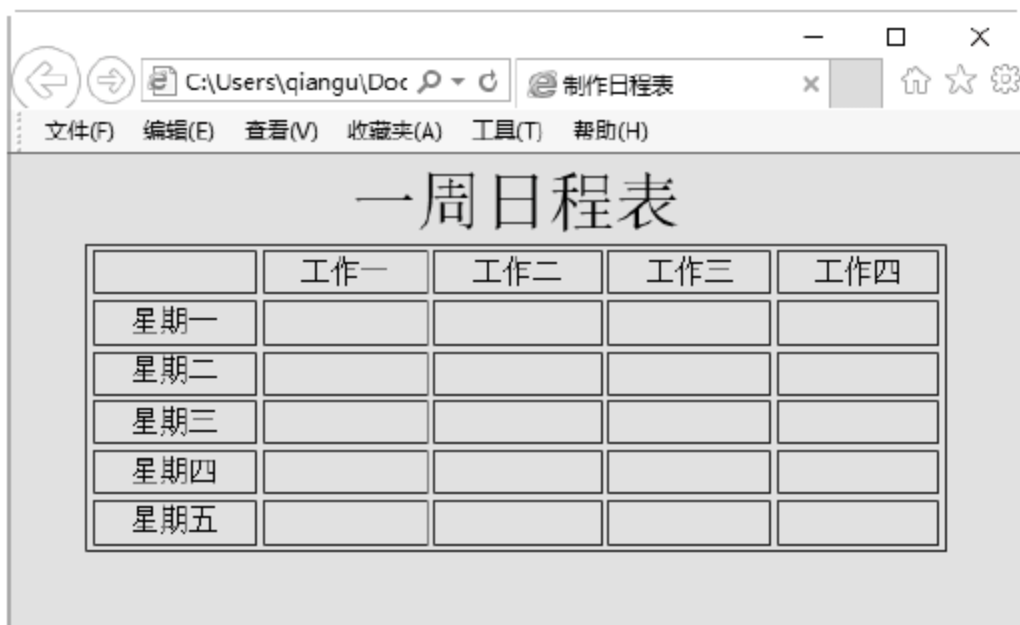 C:\Users\qiangu\Doc 制作日程表
文件(F) 编辑(E) 查看(V) 收藏夹(A) 工具(T) 帮助(H)
一周日程表
工作一 工作二 工作三 工作四
星期一
星期二
星期三
星期四
星期五